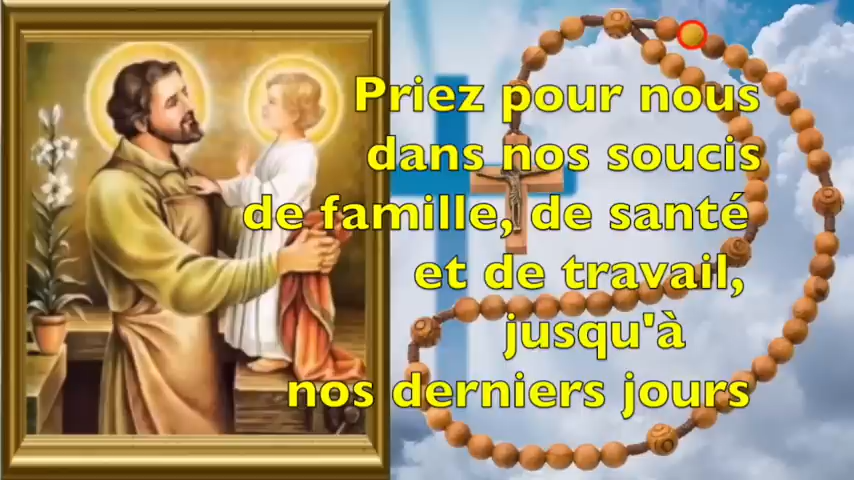 Priez pour nous
dans nos soucis
de famille, de santé
et de travail,
jusqu'à
nos derniers jours